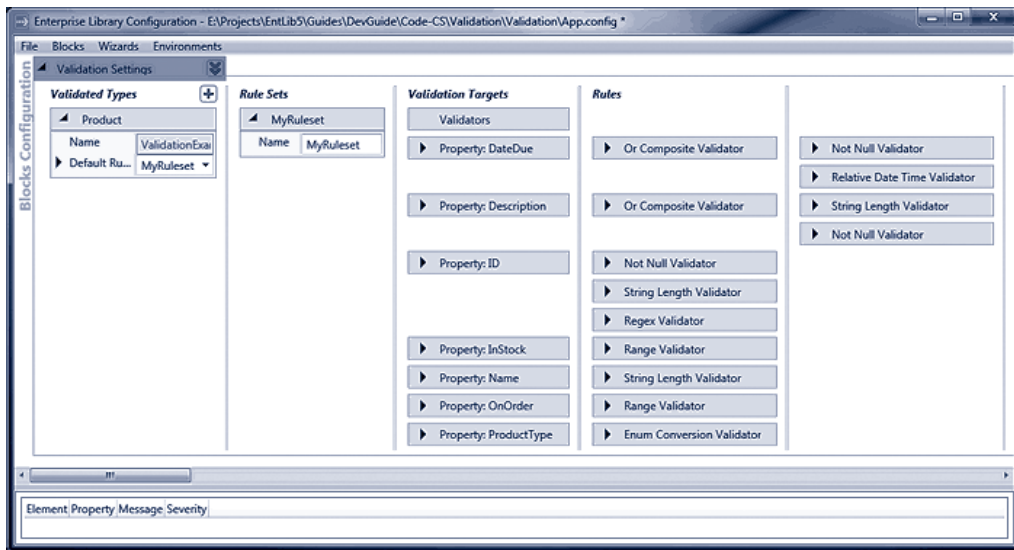 Enterprise Library Configuration - E:\Projects\EntLib5\Guides\DevGuide\Code-CS\Validation\Validation\App.config *
File Blocks Wizards Environments
Blocks Configuration
Validation Settings
Validated Types
Product
Name ValidationExa
Default Ru... MyRuleset
Rule Sets
MyRuleset
Name MyRuleset
Validation Targets
Validators
Property: DateDue
Property: Description
Property: ID
Property: InStock
Property: Name
Property: OnOrder
Property: ProductType
Rules
Or Composite Validator
Or Composite Validator
Not Null Validator
String Length Validator
Regex Validator
Range Validator
String Length Validator
Range Validator
Enum Conversion Validator
Not Null Validator
Relative Date Time Validator
String Length Validator
Not Null Validator
Element Property Message Severity